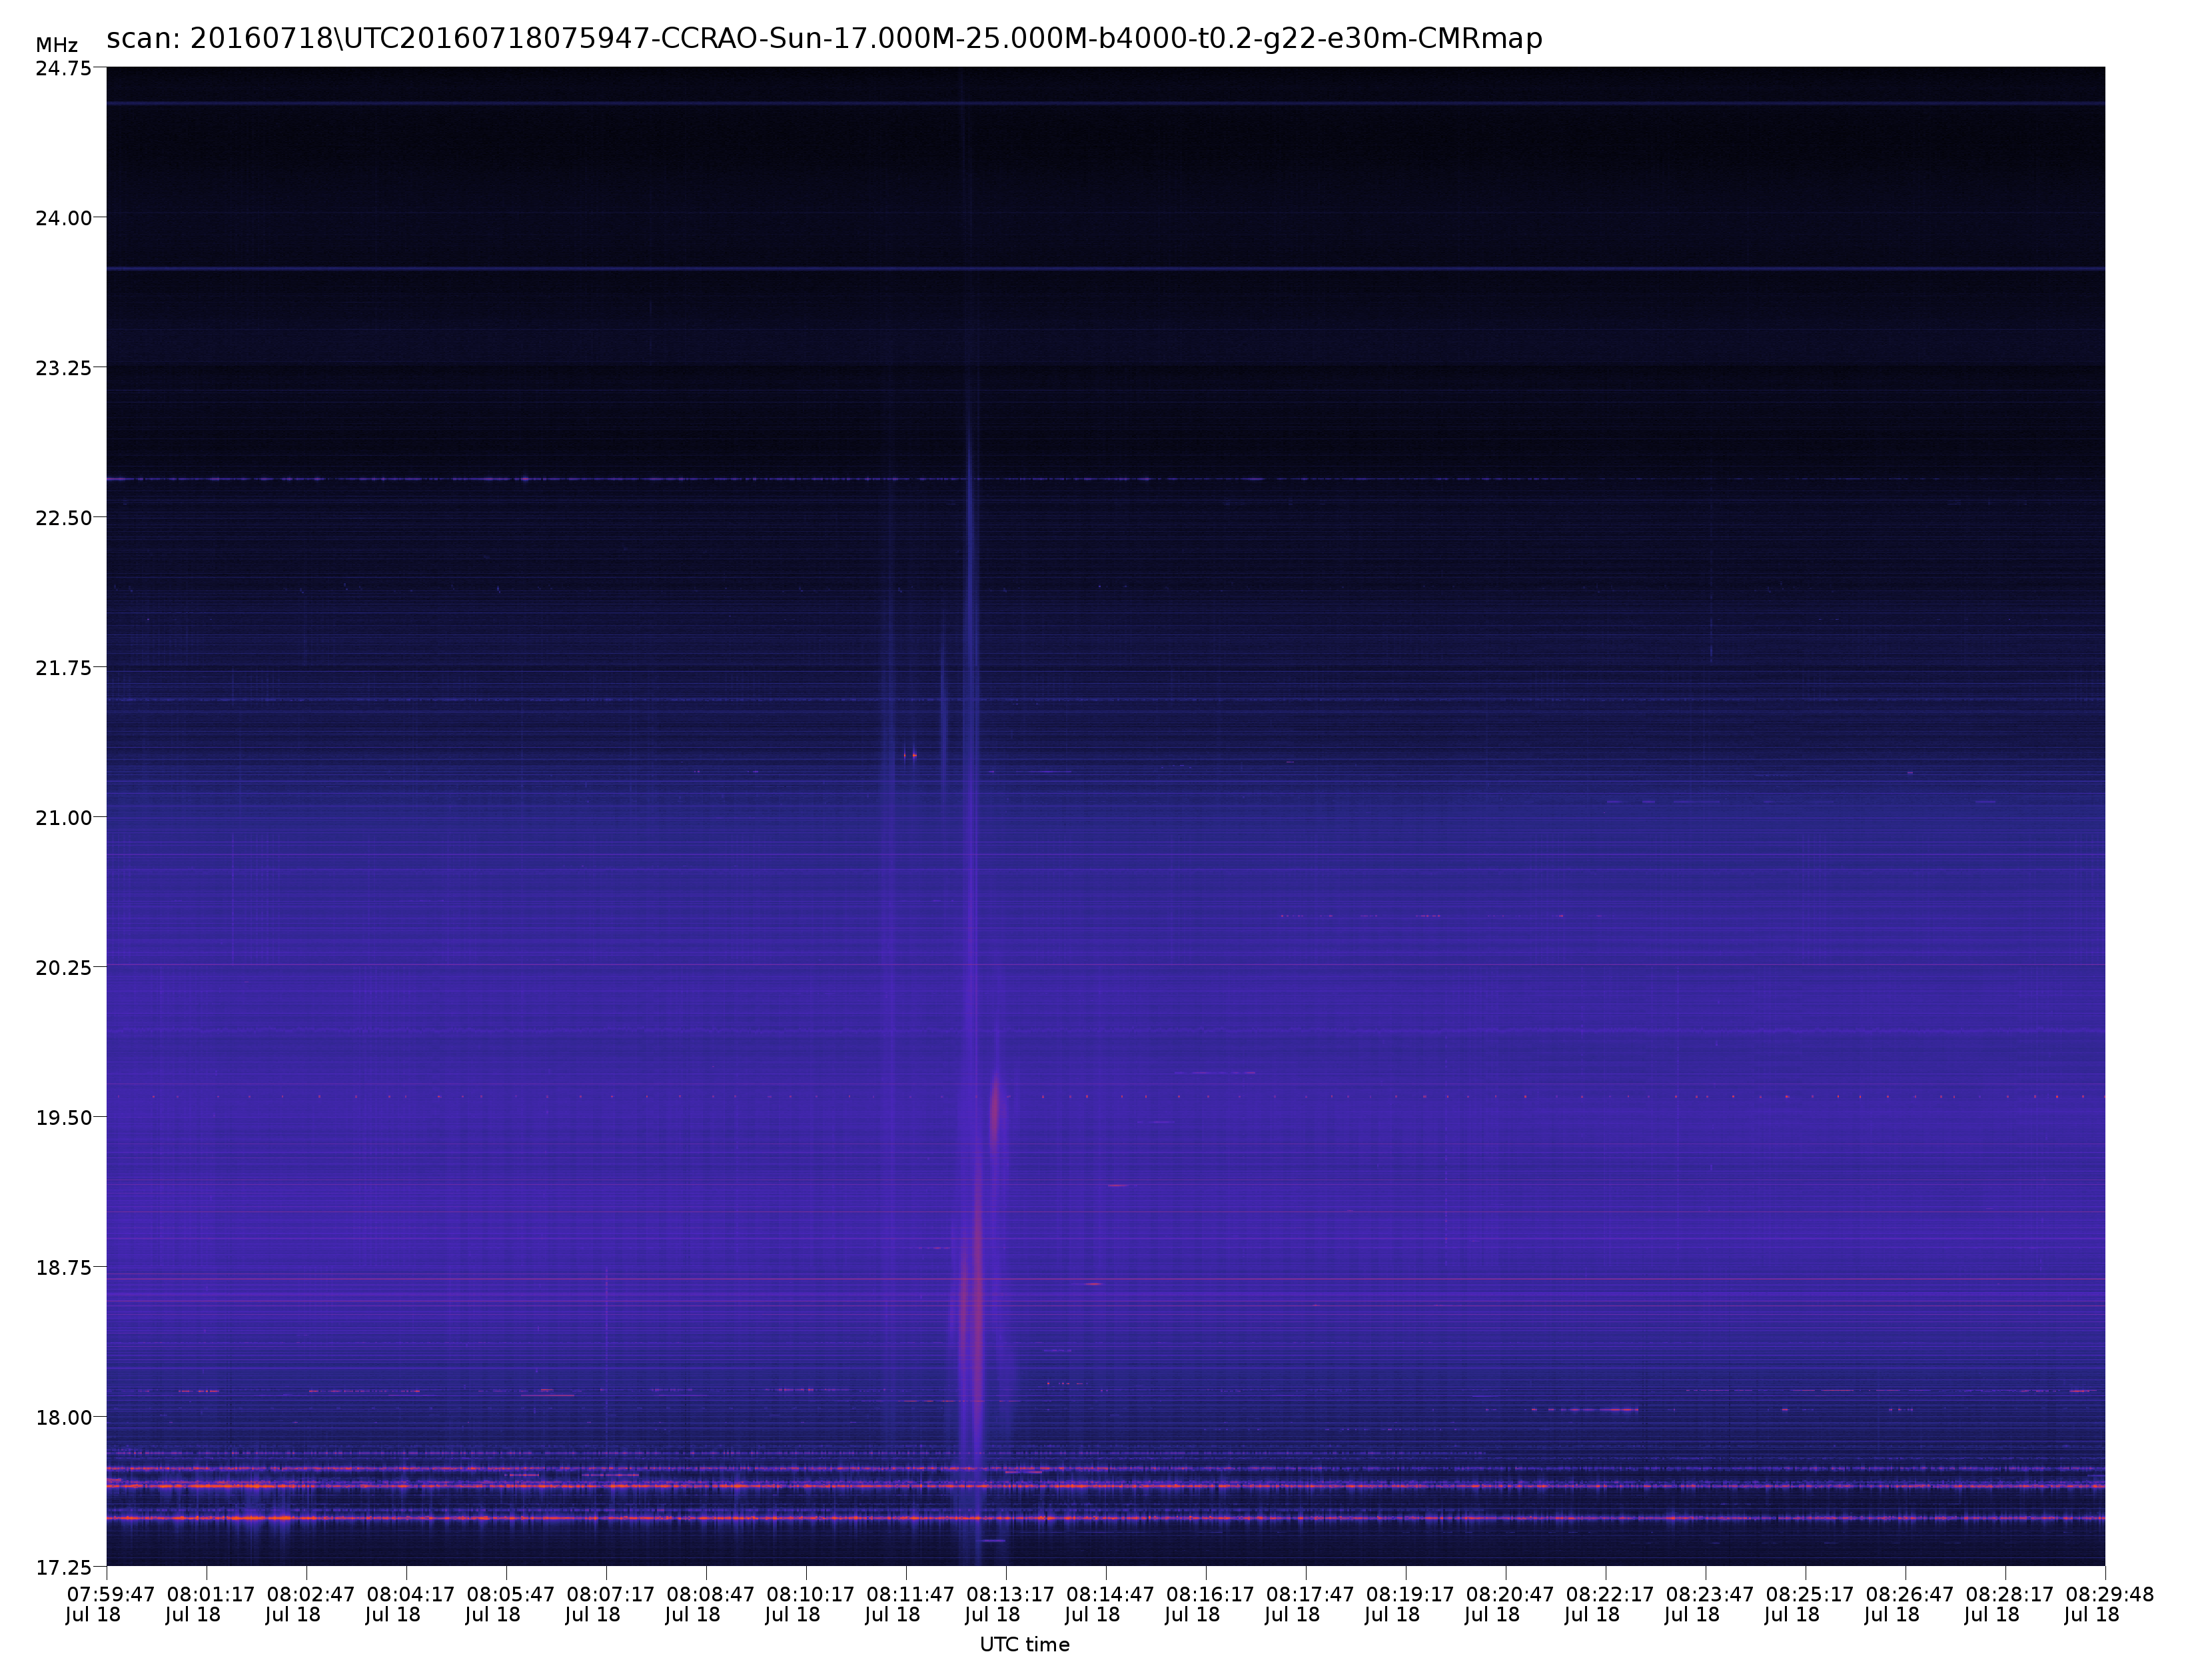 scan: 20160718\UTC20160718075947-CCRAO-Sun-17.000M-25.000M-b4000-t0.2-g22-e30m-CMRmap
MHz
24.75
24.00
23.25
22.50
21.75
21.00
20.25
19.50
18.75
18.00
17.25
07:59:47 08:01:17 08:02:47 08:04:17 08:05:47 08:07:17 08:08:47 08:10:17 08:11:47 08:13:17 08:14:47 08:16:17 08:17:47 08:19:17 08:20:47 08:22:17 08:23:47 08:25:17 08:26:47 08:28:17 08:29:48
Jul 18 Jul 18 Jul 18 Jul 18 Jul 18 Jul 18 Jul 18 Jul 18 Jul 18 Jul 18 Jul 18 Jul 18 Jul 18 Jul 18 Jul 18 Jul 18 Jul 18 Jul 18 Jul 18 Jul 18 Jul 18
UTC time